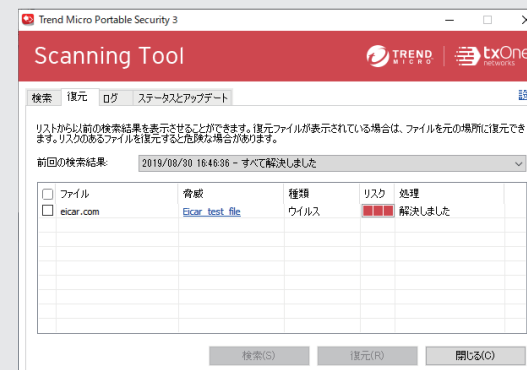 Trend Micro Portable Security 3
Scanning Tool
TREND MICRO
txOne networks
検索 復元 ログ ステータスとアップデート
リストから以前の検索結果を表示させることができます。復元ファイルが表示されている場合は、ファイルを元の場所に復元でき
ます。リスクのあるファイルを復元すると危険な場合があります。
前回の検索結果: 2019/08/30 16:46:36 - すべて解決しました
ファイル 脅威 種類 リスク 処理
eicar.com Eicar_test_file ウイルス 解決しました
検索(S) 復元(R) 閉じる(C)